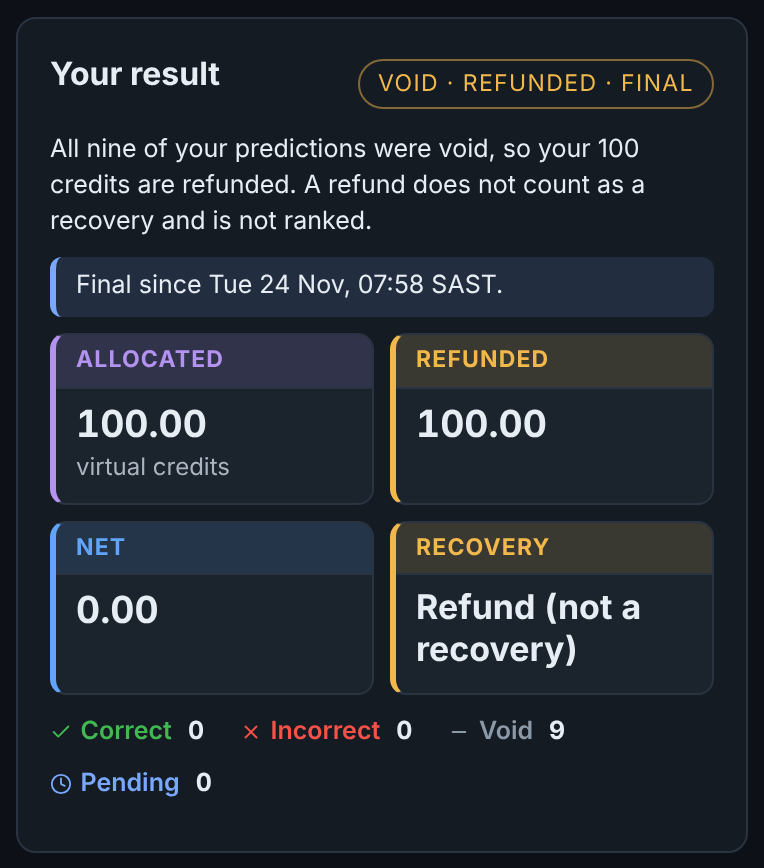 Your result
VOID · REFUNDED · FINAL
All nine of your predictions were void, so your 100
credits are refunded. A refund does not count as a
recovery and is not ranked.
Final since Tue 24 Nov, 07:58 SAST.
ALLOCATED
100.00
virtual credits
REFUNDED
100.00
NET
0.00
RECOVERY
Refund (not a
recovery)
Correct 0 Incorrect 0 Void 9
Pending 0